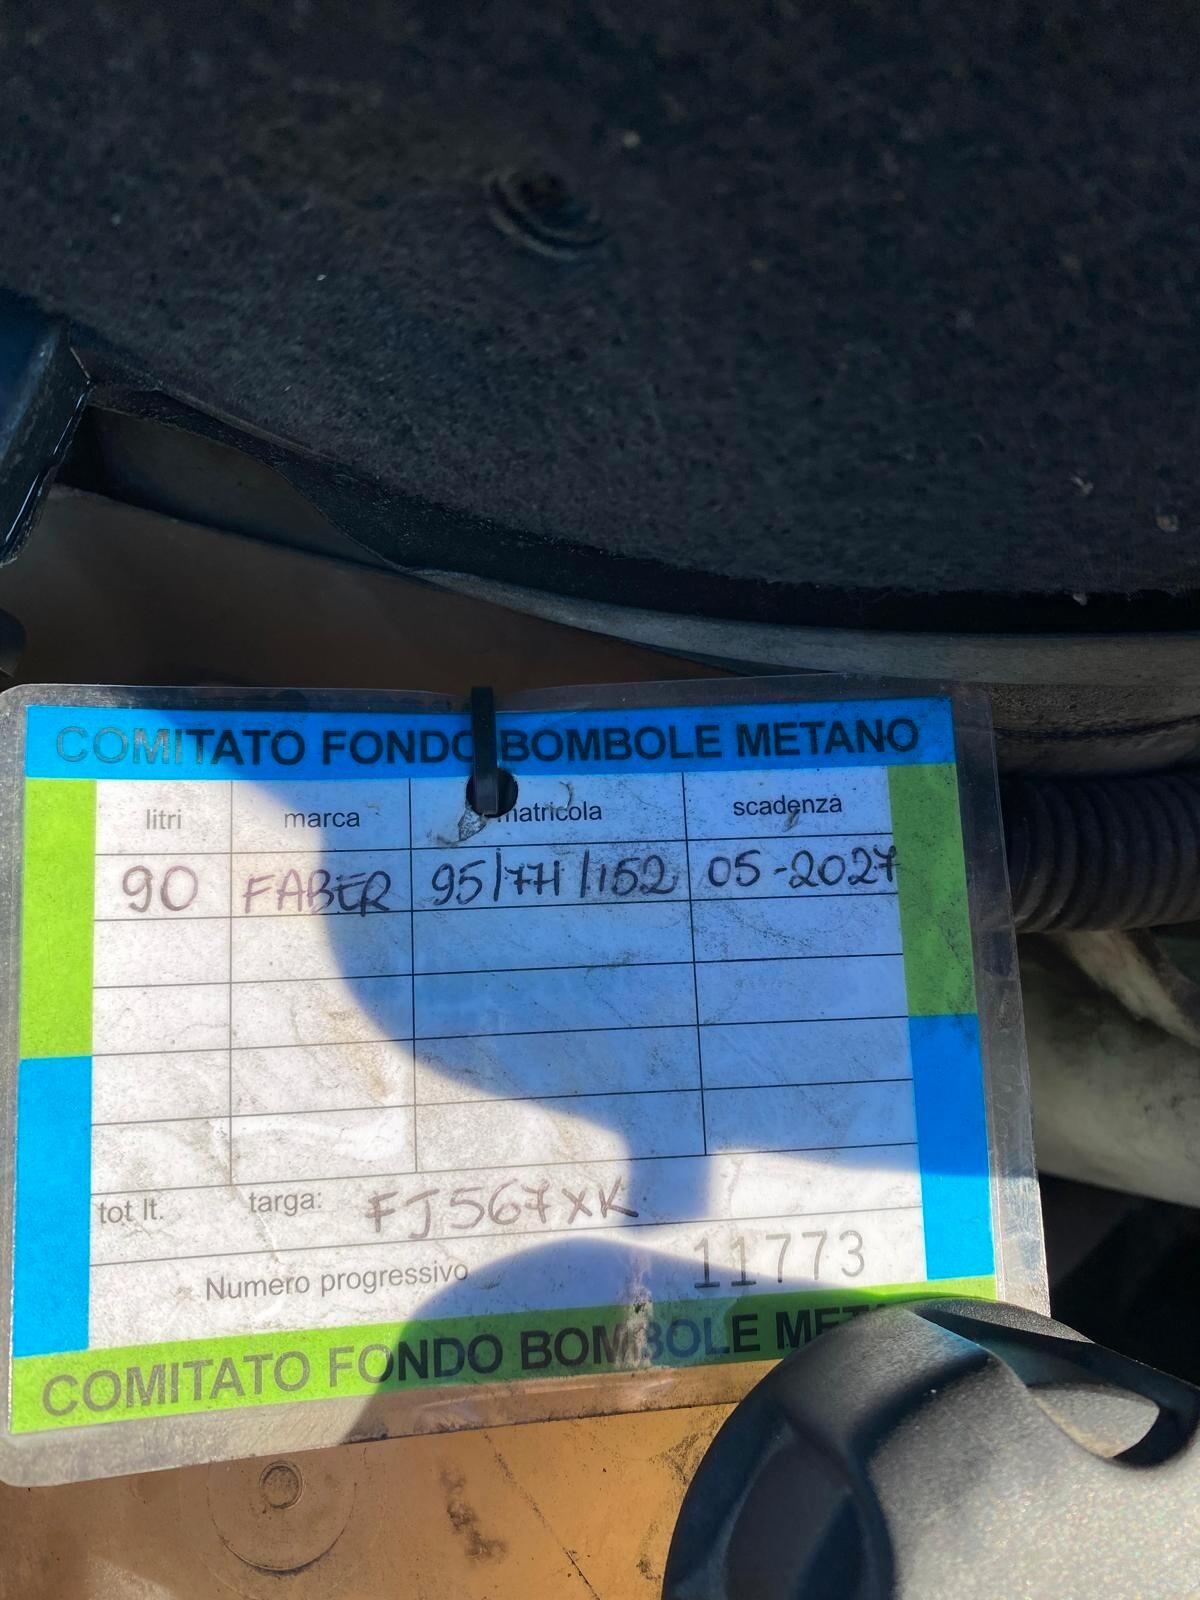 COMITATO FONDO BOMBOLE METANO
litri marca matricola scadenza
90 FABER 95/771/152 05-2027
tot lt. targa: FJ567XK
Numero progressivo 11773
COMITATO FONDO BOMBOLE